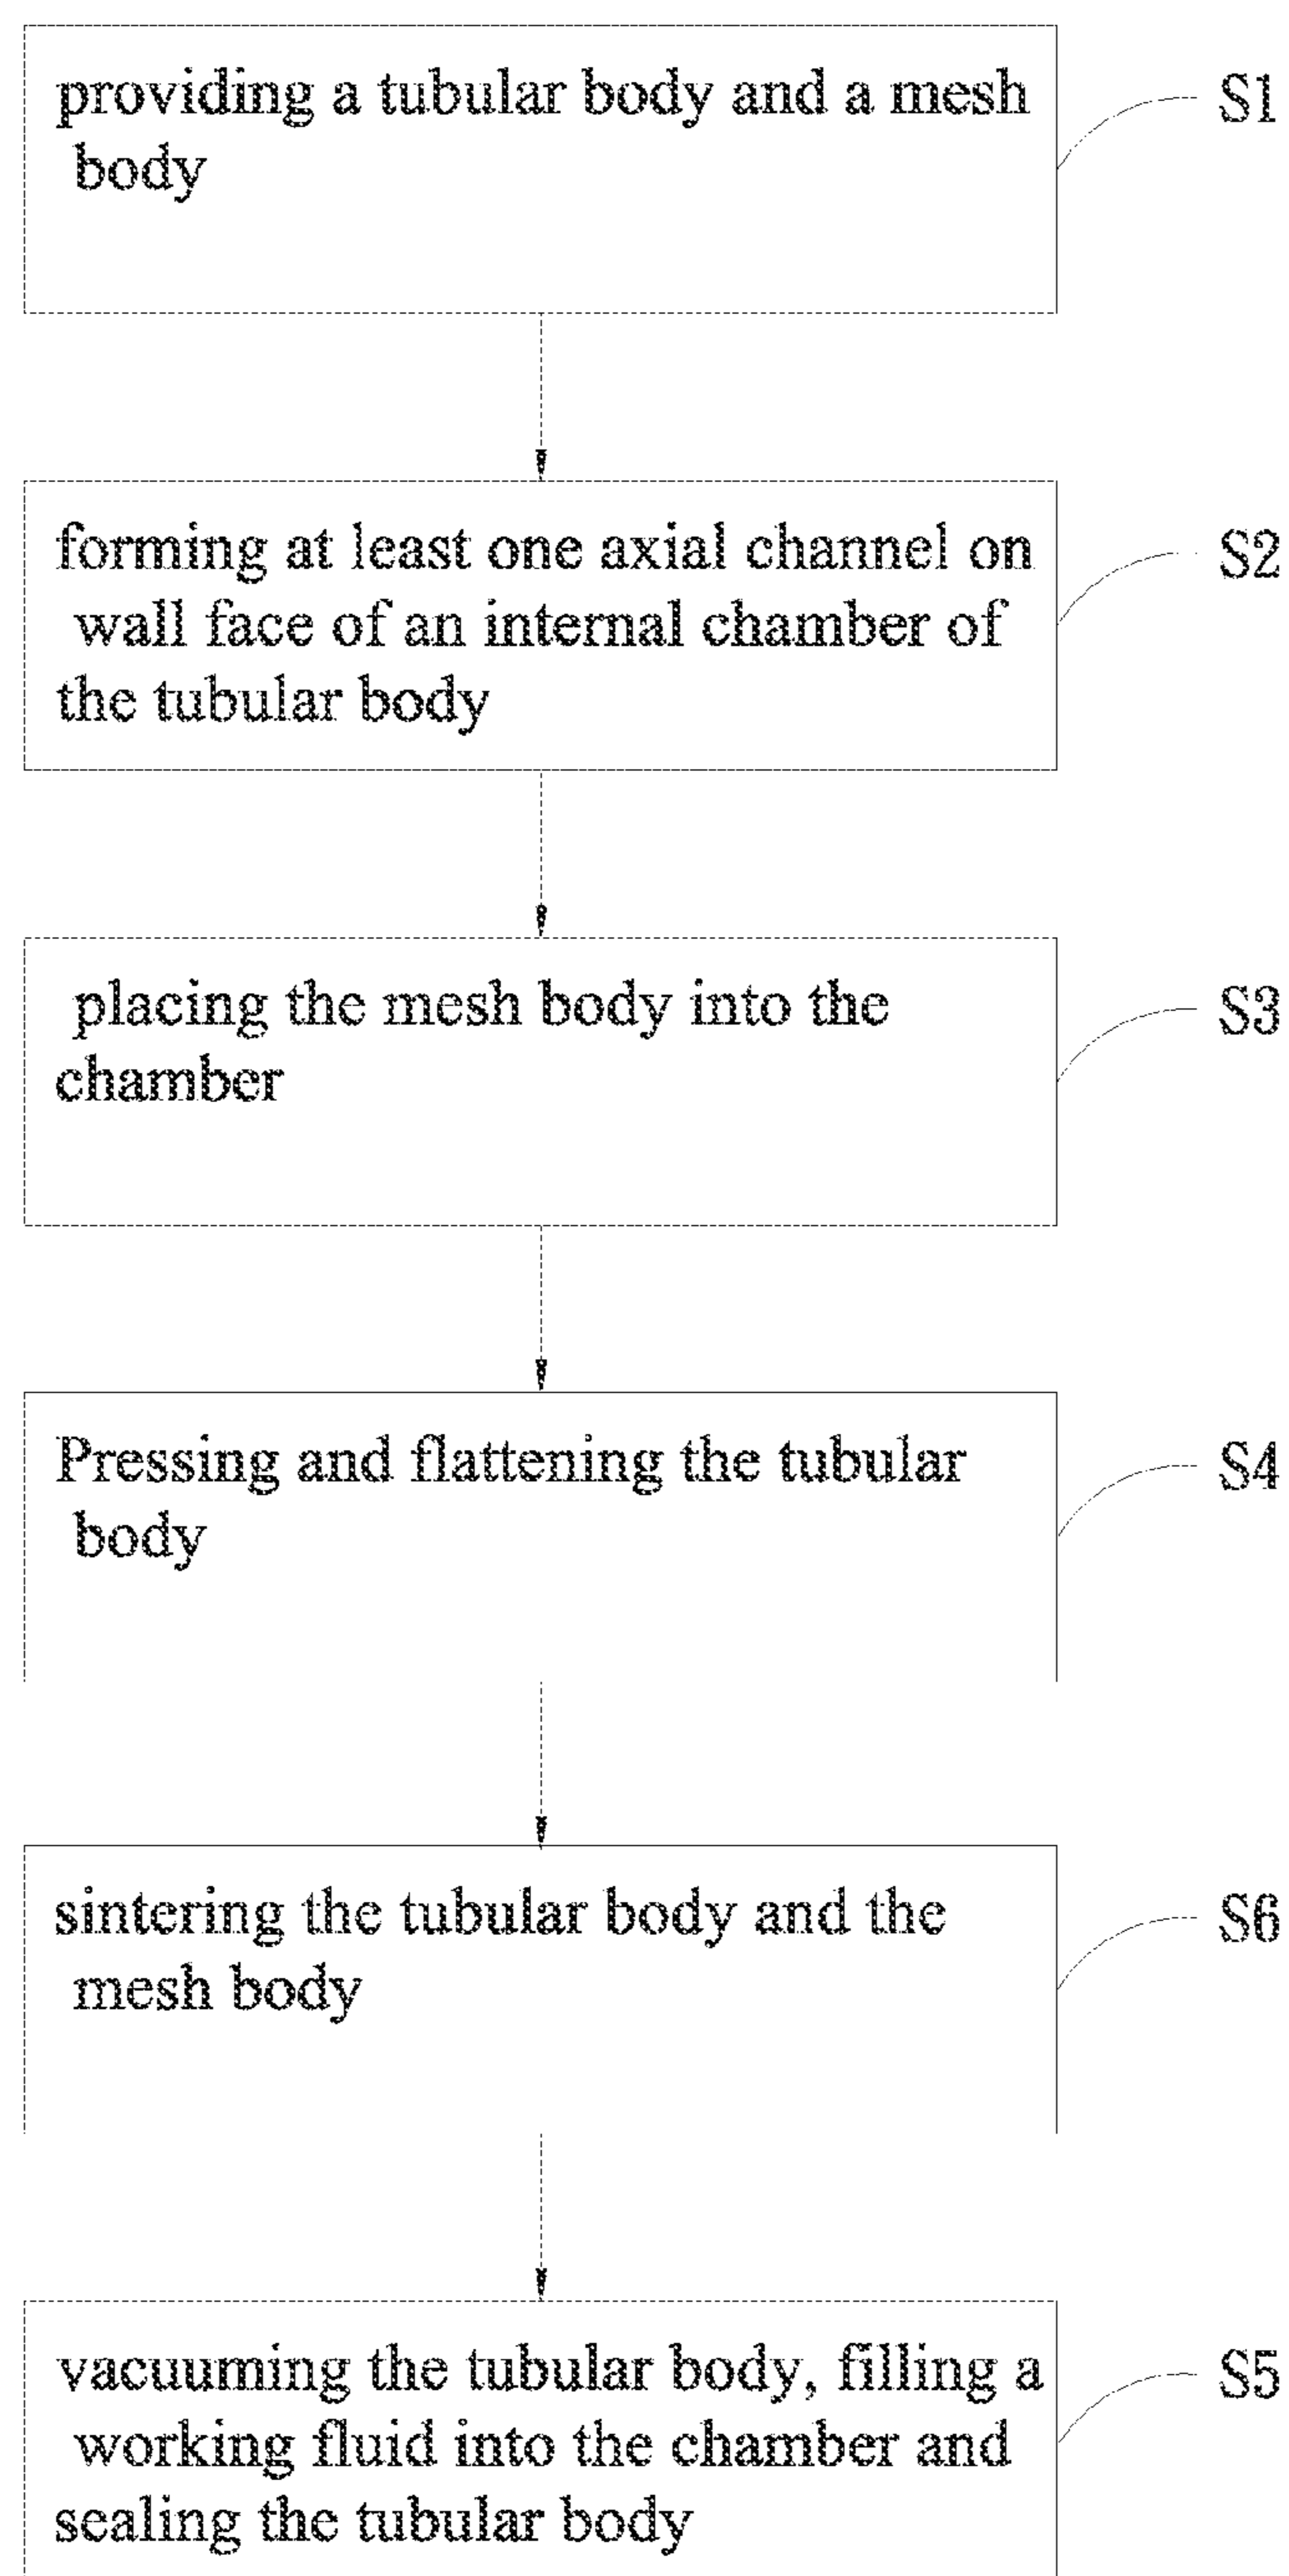 providing a tubular body and a mesh
body
S1
forming at least one axial channel on
wall face of an internal chamber of
the tubular body
S2
placing the mesh body into the
chamber
S3
Pressing and flattening the tubular
body
S4
sintering the tubular body and the
mesh body
S6
vacuuming the tubular body, filling a
working fluid into the chamber and
sealing the tubular body
S5